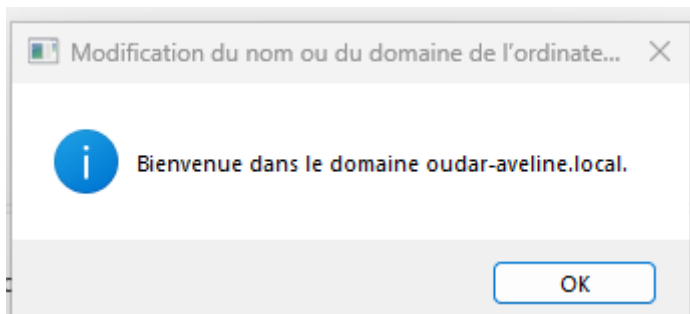 Modification du nom ou du domaine de l'ordinate...
Bienvenue dans le domaine oudar-aveline.local.
OK